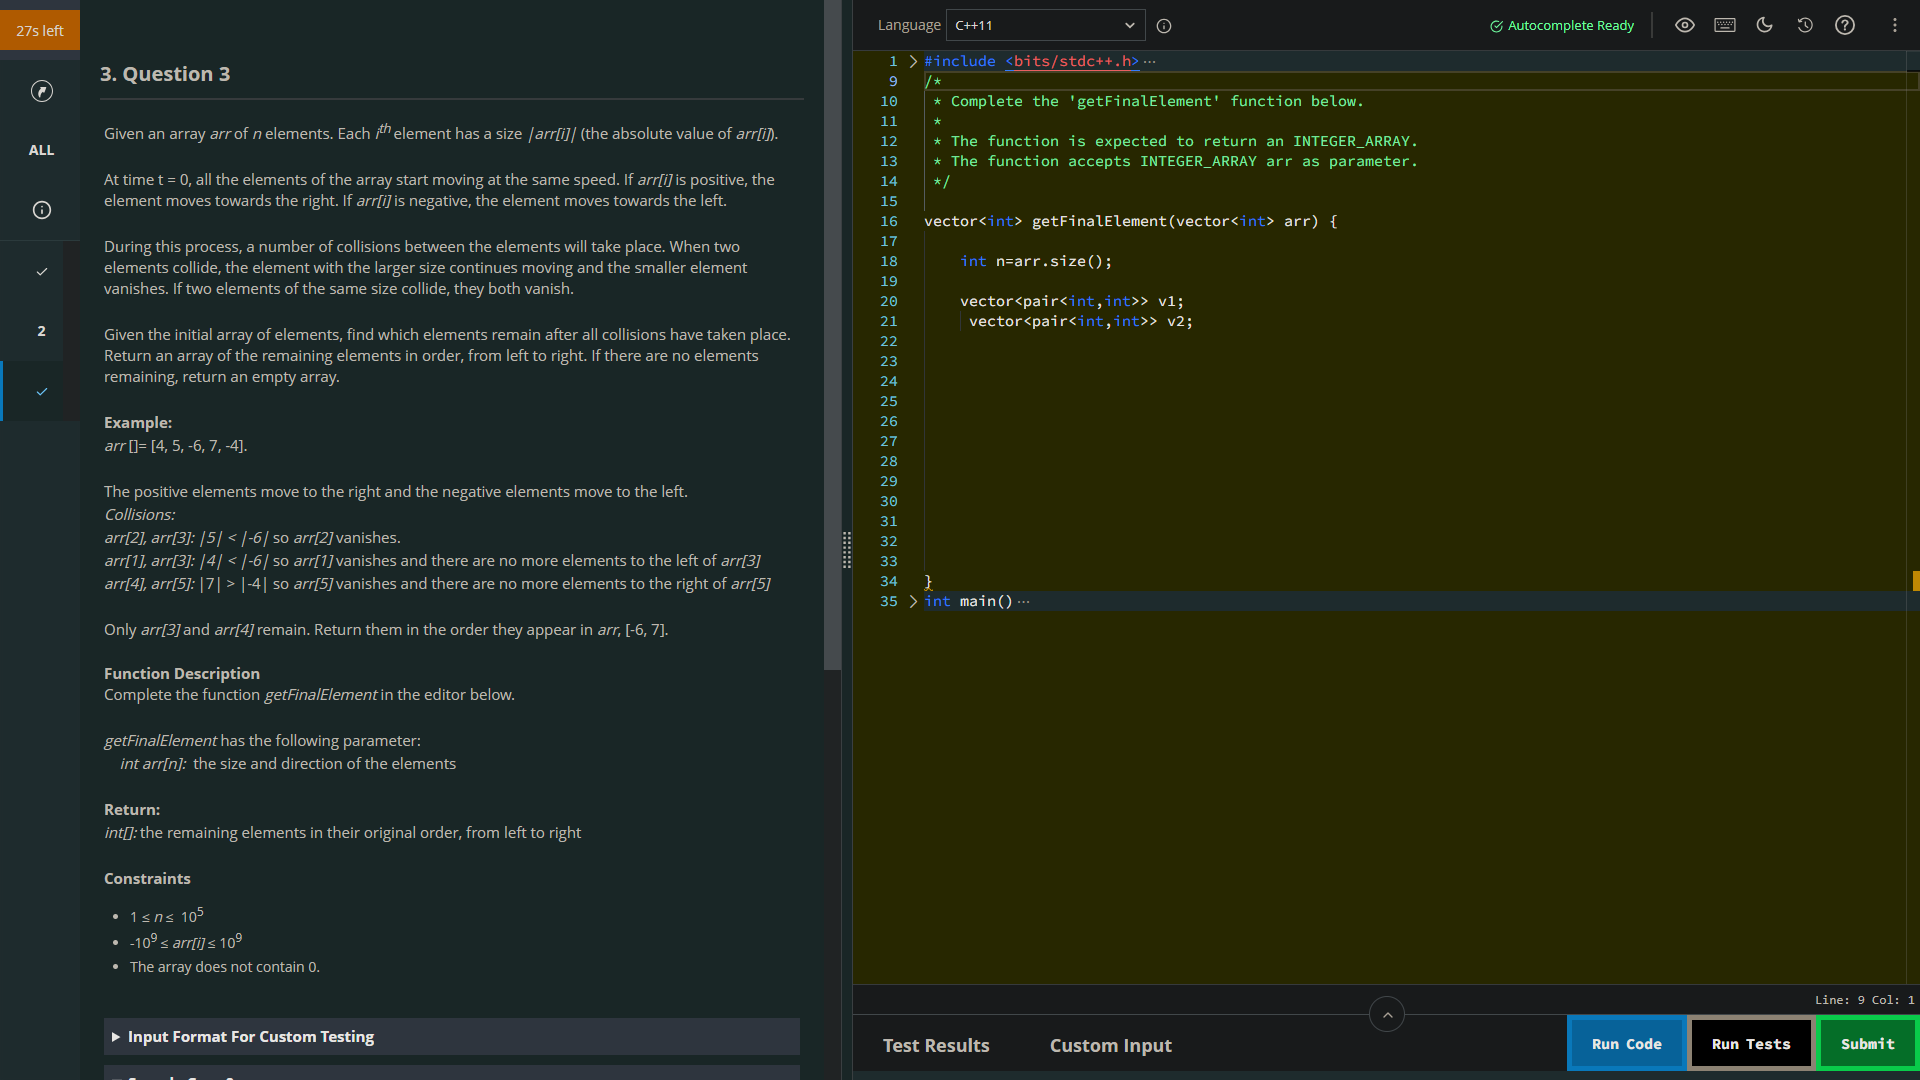 27s left
ALL
2
3. Question 3
Given an array arr of n elements. Each ith element has a size |arr[i]| (the absolute value of arr[i]).
At time t = 0, all the elements of the array start moving at the same speed. If arr[i] is positive, the
element moves towards the right. If arr[i] is negative, the element moves towards the left.
During this process, a number of collisions between the elements will take place. When two
elements collide, the element with the larger size continues moving and the smaller element
vanishes. If two elements of the same size collide, they both vanish.
Given the initial array of elements, find which elements remain after all collisions have taken place.
Return an array of the remaining elements in order, from left to right. If there are no elements
remaining, return an empty array.
Example:
arr []= [4, 5, -6, 7, -4].
The positive elements move to the right and the negative elements move to the left.
Collisions:
arr[2], arr[3]: |5| < |-6| so arr[2] vanishes.
arr[1], arr[3]: |4| < |-6| so arr[1] vanishes and there are no more elements to the left of arr[3]
arr[4], arr[5]: |7| > |-4| so arr[5] vanishes and there are no more elements to the right of arr[5]
Only arr[3] and arr[4] remain. Return them in the order they appear in arr, [-6, 7].
Function Description
Complete the function getFinalElement in the editor below.
getFinalElement has the following parameter:
int arr[n]: the size and direction of the elements
Return:
int[]: the remaining elements in their original order, from left to right
Constraints
• 1 ≤ n ≤ 10^5
• -10^9 ≤ arr[i] ≤ 10^9
• The array does not contain 0.
Input Format For Custom Testing
Language C++11
Autocomplete Ready
1 #include <bits/stdc++.h> ···
9 /*
10 * Complete the 'getFinalElement' function below.
11 *
12 * The function is expected to return an INTEGER_ARRAY.
13 * The function accepts INTEGER_ARRAY arr as parameter.
14 */
15
16 vector<int> getFinalElement(vector<int> arr) {
17
18 int n=arr.size();
19
20 vector<pair<int,int>> v1;
21 vector<pair<int,int>> v2;
22
23
24
25
26
27
28
29
30
31
32
33
34 }
35 int main() ···
Line: 9 Col: 1
Test Results
Custom Input
Run Code
Run Tests
Submit